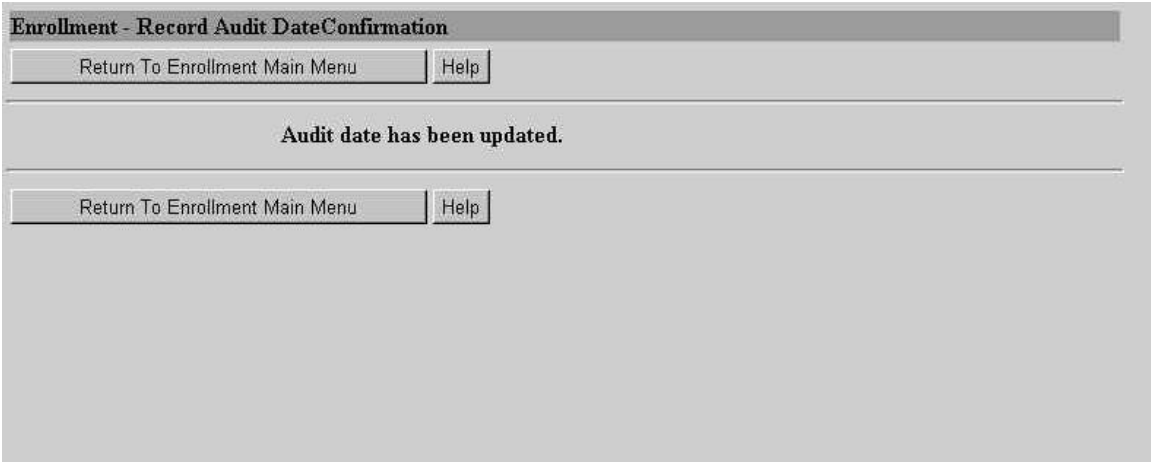 Enrollment - Record Audit DateConfirmation
Return To Enrollment Main Menu Help
Audit date has been updated.
Return To Enrollment Main Menu Help